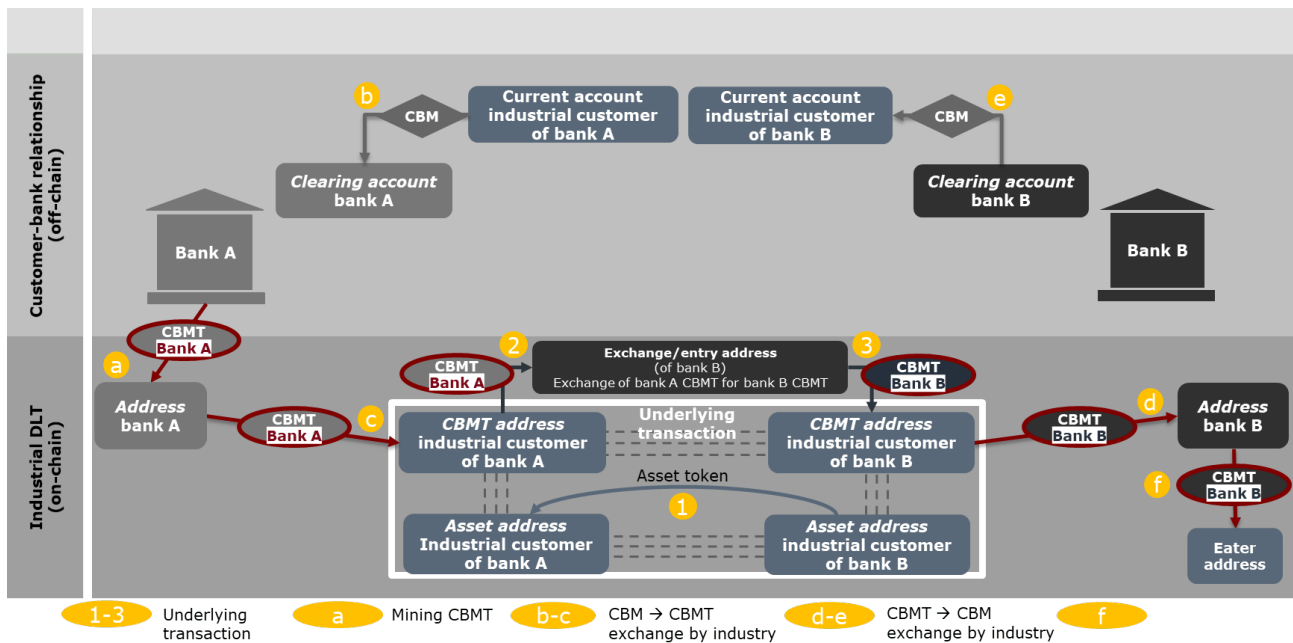 Customer-bank relationship
(off-chain)
b
CBM
Current account
industrial customer
of bank A
Current account
industrial customer
of bank B
CBM
e
Clearing account
bank A
Clearing account
bank B
Bank A
Bank B
Industrial DLT
(on-chain)
CBMT
Bank A
a
Address
bank A
CBMT
Bank A
c
CBMT
Bank A
2
Exchange/entry address
(of bank B)
Exchange of bank A CBMT for bank B CBMT
3
CBMT
Bank B
CBMT address
industrial customer
of bank A
Underlying
transaction
CBMT address
industrial customer
of bank B
CBMT
Bank B
d
Address
bank B
f
CBMT
Bank B
Eater
address
Asset token
1
Asset address
Industrial customer
of bank A
Asset address
industrial customer
of bank B
1-3
Underlying
transaction
a
Mining CBMT
b-c
CBM → CBMT
exchange by industry
d-e
CBMT → CBM
exchange by industry
f